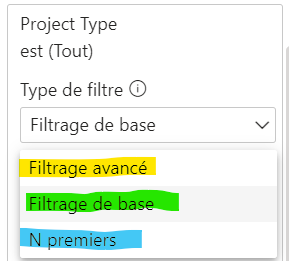 Project Type
est (Tout)
Type de filtre
Filtrage de base
Filtrage avancé
Filtrage de base
N premiers